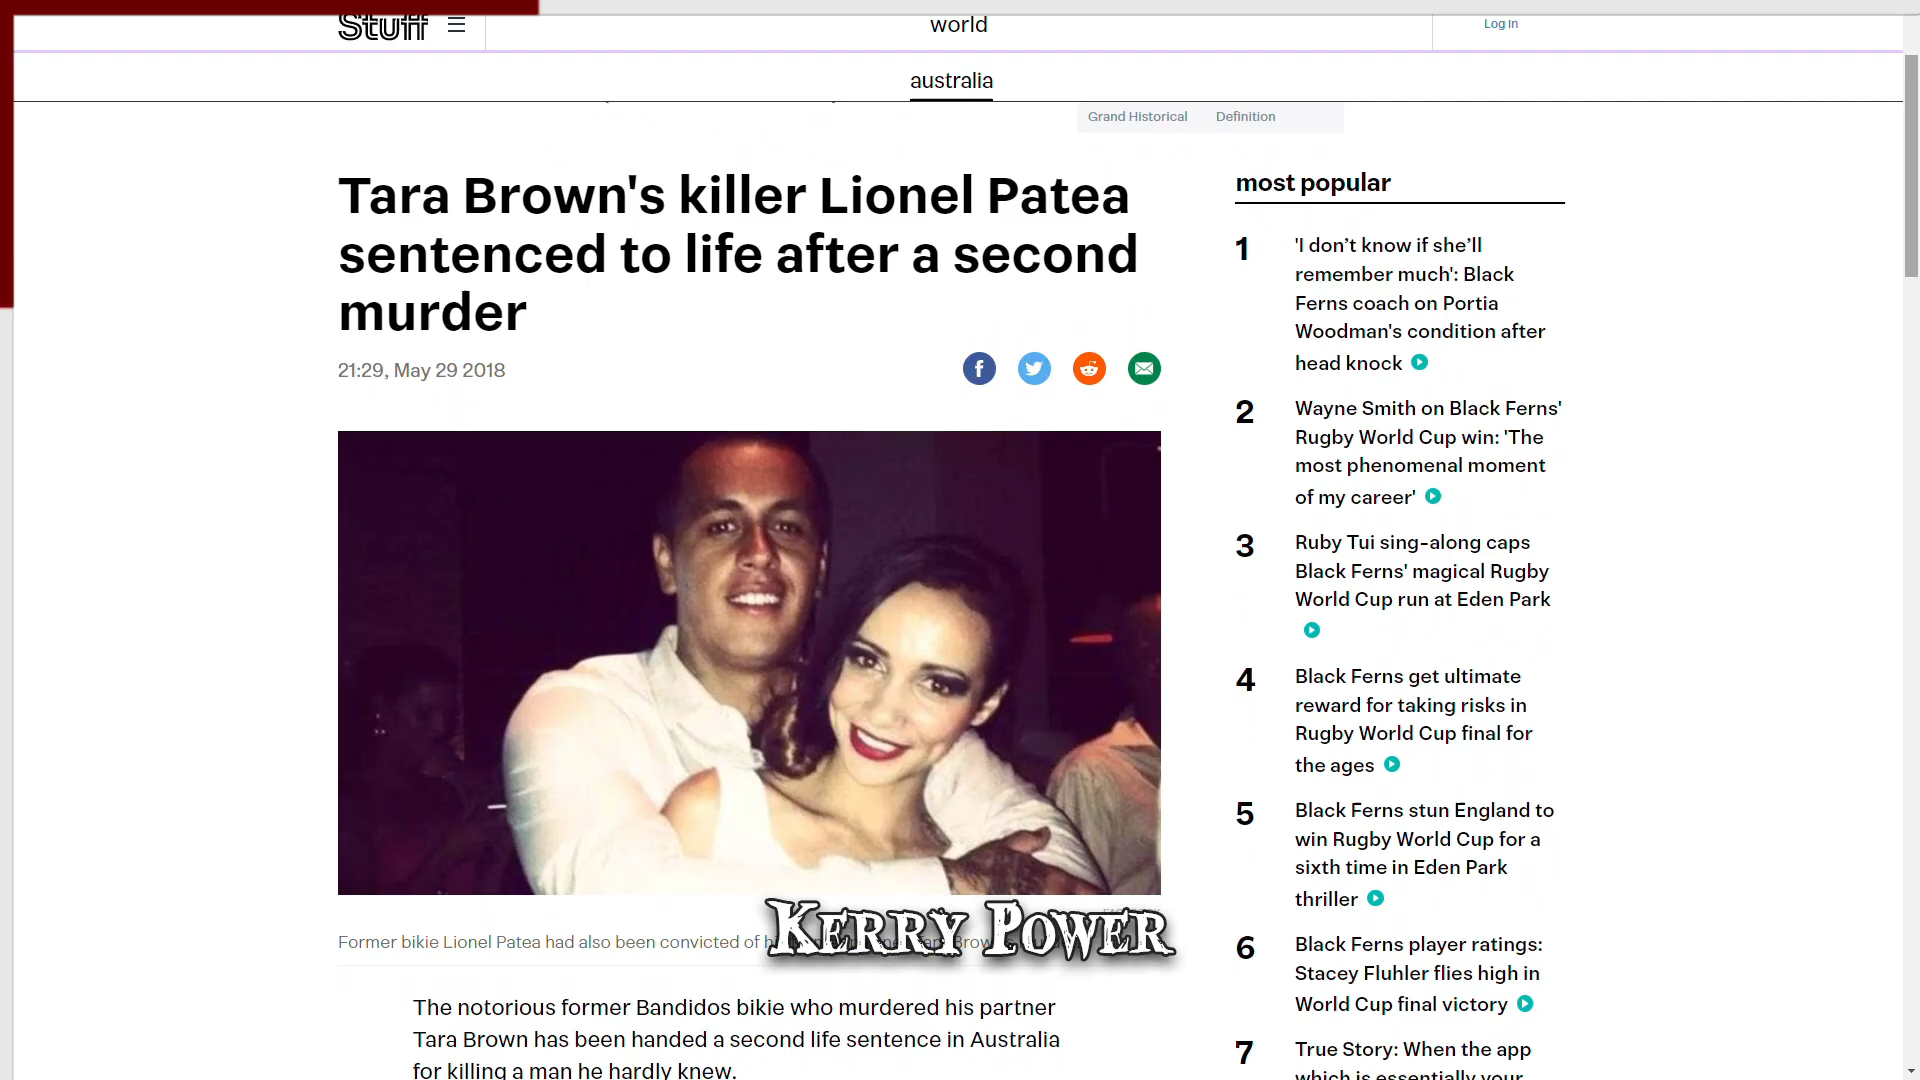 Stuff
world
Log in
australia
Grand Historical
Definition
Tara Brown's killer Lionel Patea
sentenced to life after a second
murder
21:29, May 29 2018
Former bikie Lionel Patea had also been convicted of
Kerry Power
The notorious former Bandidos bikie who murdered his partner
Tara Brown has been handed a second life sentence in Australia
for killing a man he hardly knew.
most popular
1
'I don’t know if she’ll
remember much': Black
Ferns coach on Portia
Woodman's condition after
head knock
2
Wayne Smith on Black Ferns'
Rugby World Cup win: 'The
most phenomenal moment
of my career'
3
Ruby Tui sing-along caps
Black Ferns' magical Rugby
World Cup run at Eden Park
4
Black Ferns get ultimate
reward for taking risks in
Rugby World Cup final for
the ages
5
Black Ferns stun England to
win Rugby World Cup for a
sixth time in Eden Park
thriller
6
Black Ferns player ratings:
Stacey Fluhler flies high in
World Cup final victory
7
True Story: When the app
which is essentially your